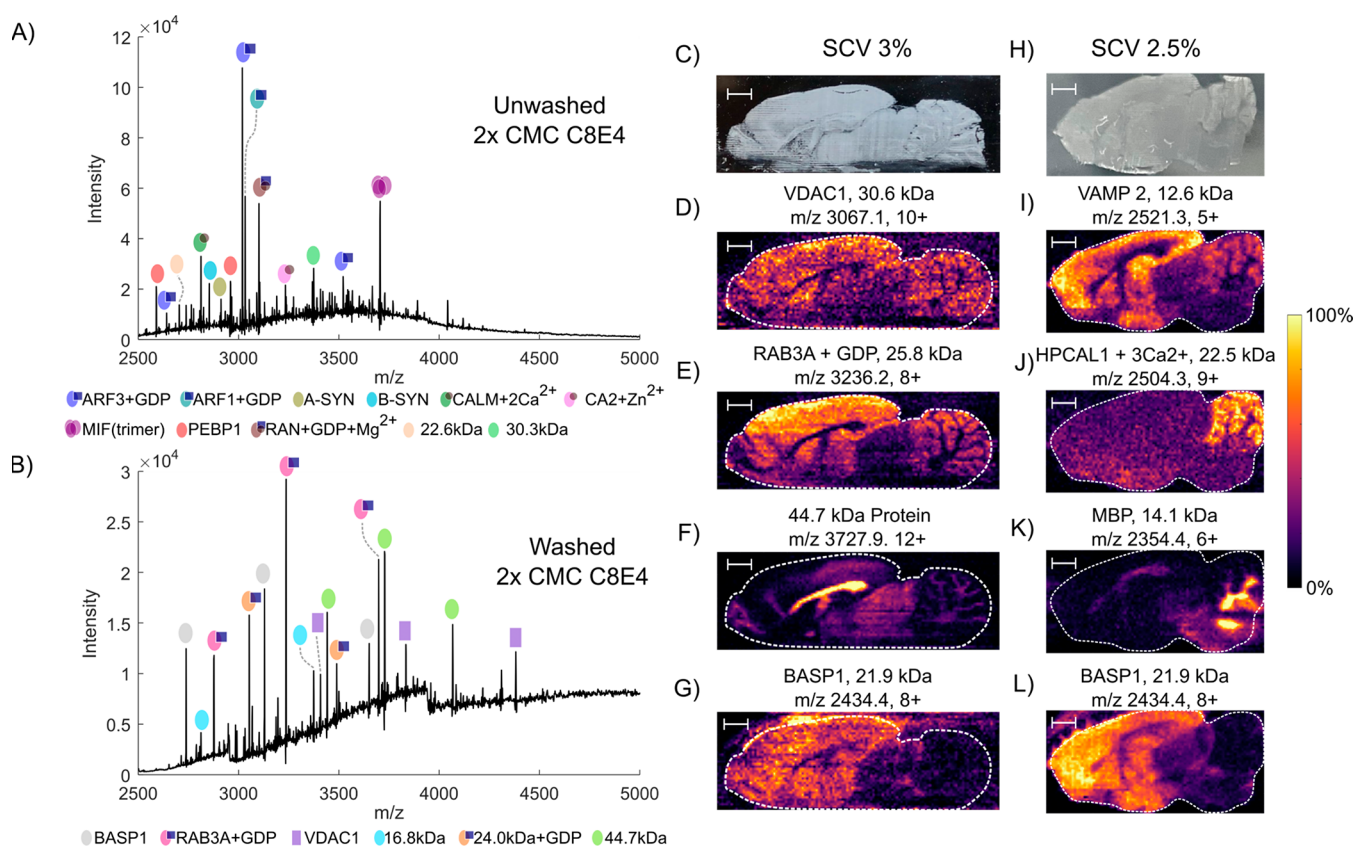 A)
×10⁴
12
10
8
6
4
2
0
Intensity
Unwashed
2x CMC C8E4
2500 3000 3500 4000 4500 5000
m/z
ARF3+GDP ARF1+GDP A-SYN B-SYN CALM+2Ca²⁺ CA2+Zn²⁺
MIF(trimer) PEBP1 RAN+GDP+Mg²⁺ 22.6kDa 30.3kDa
B)
×10⁴
3
2.5
2
1.5
1
0.5
0
Intensity
Washed
2x CMC C8E4
2500 3000 3500 4000 4500 5000
m/z
BASP1 RAB3A+GDP VDAC1 16.8kDa 24.0kDa+GDP 44.7kDa
SCV 3%
C)
D)
VDAC1, 30.6 kDa
m/z 3067.1, 10+
E)
RAB3A + GDP, 25.8 kDa
m/z 3236.2, 8+
F)
44.7 kDa Protein
m/z 3727.9. 12+
G)
BASP1, 21.9 kDa
m/z 2434.4, 8+
SCV 2.5%
H)
I)
VAMP 2, 12.6 kDa
m/z 2521.3, 5+
J)
HPCAL1 + 3Ca2+, 22.5 kDa
m/z 2504.3, 9+
K)
MBP, 14.1 kDa
m/z 2354.4, 6+
L)
BASP1, 21.9 kDa
m/z 2434.4, 8+
100%
0%